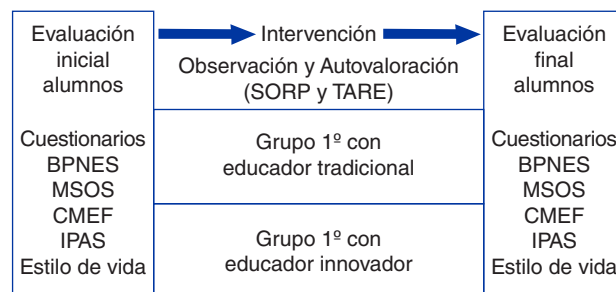 Evaluación
inicial
alumnos
Cuestionarios
BPNES
MSOS
CMEF
IPAS
Estilo de vida
Intervención
Observación y Autovaloración
(SORP y TARE)
Grupo 1º con
educador tradicional
Grupo 1º con
educador innovador
Evaluación
final
alumnos
Cuestionarios
BPNES
MSOS
CMEF
IPAS
Estilo de vida